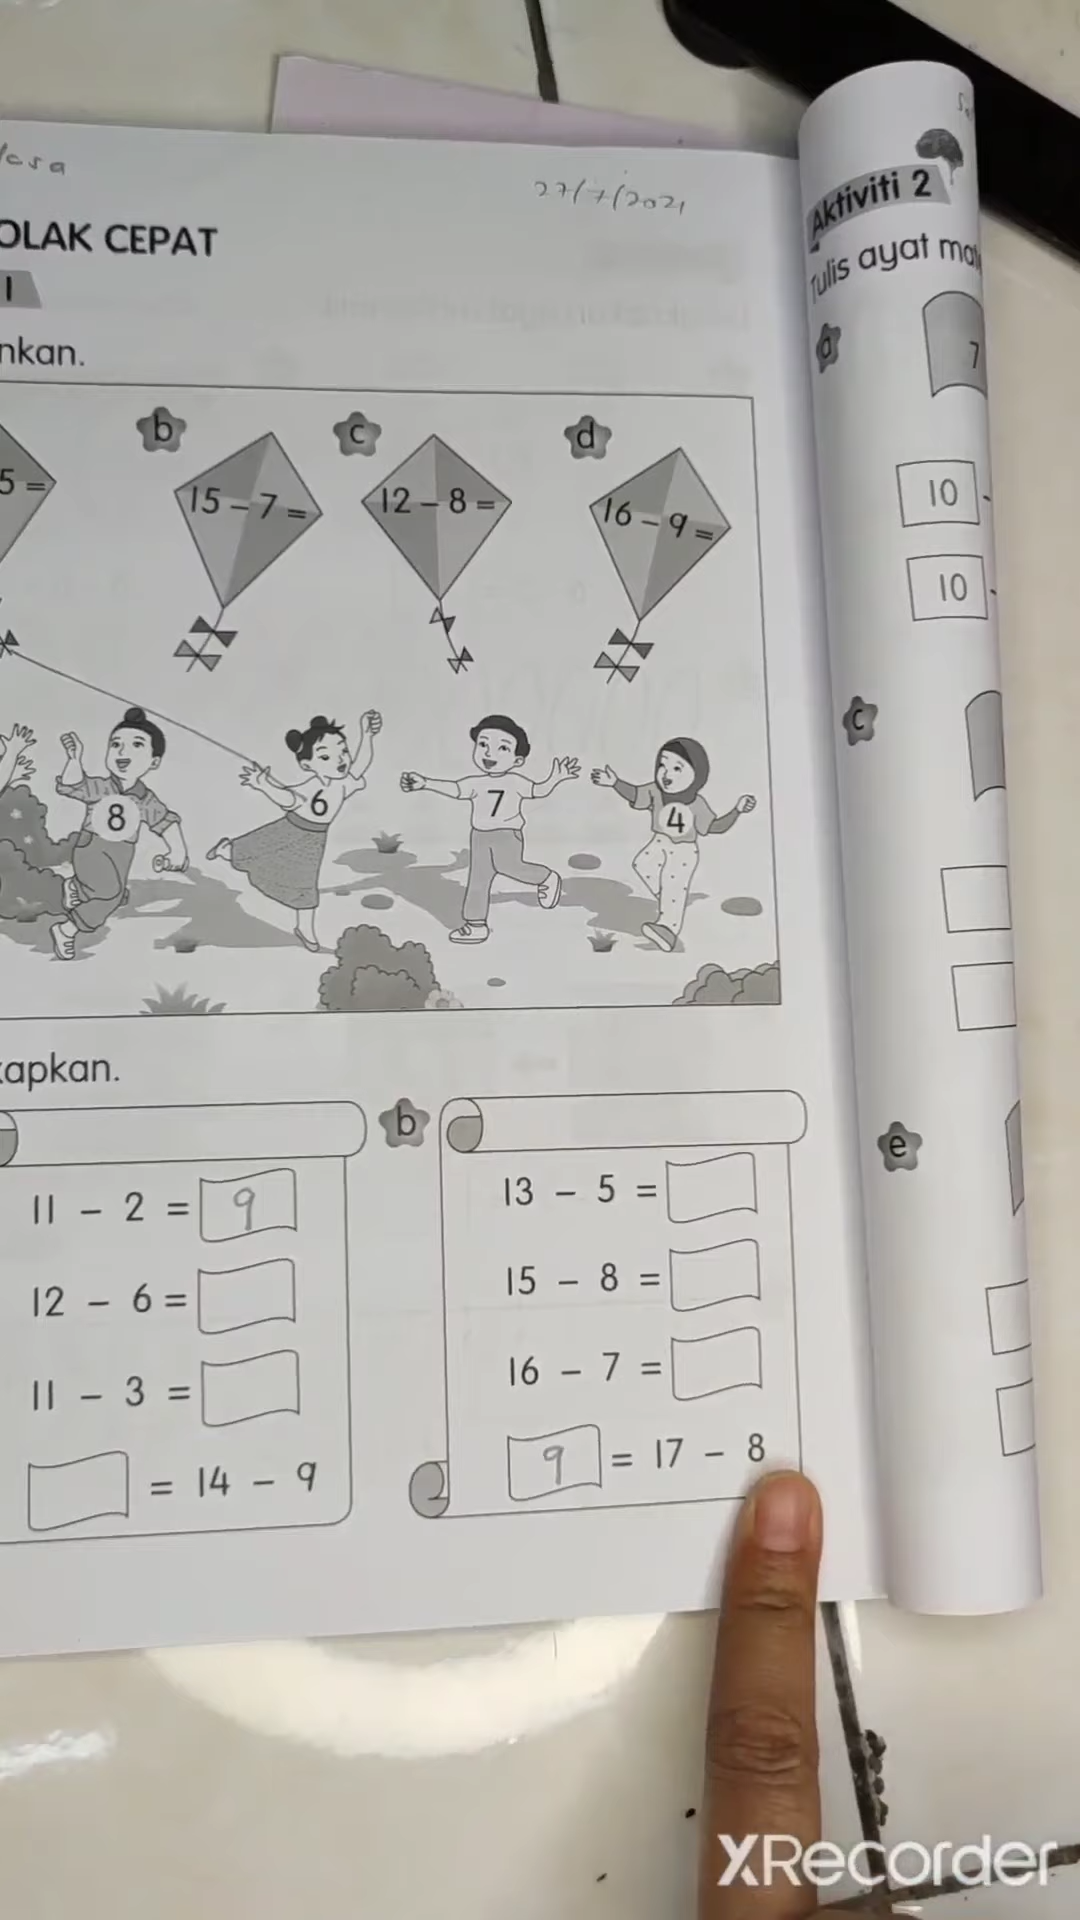 27/7/2021
OLAK CEPAT
1
nkan.
5 =
b
15 - 7 =
c
12 - 8 =
d
16 - 9 =
8
6
7
4
kapkan.
11 - 2 = 9
12 - 6 =
11 - 3 =
= 14 - 9
b
13 - 5 =
15 - 8 =
16 - 7 =
9 = 17 - 8
Aktiviti 2
Tulis ayat ma
a
7
10 -
10 -
c
e
XRecorder